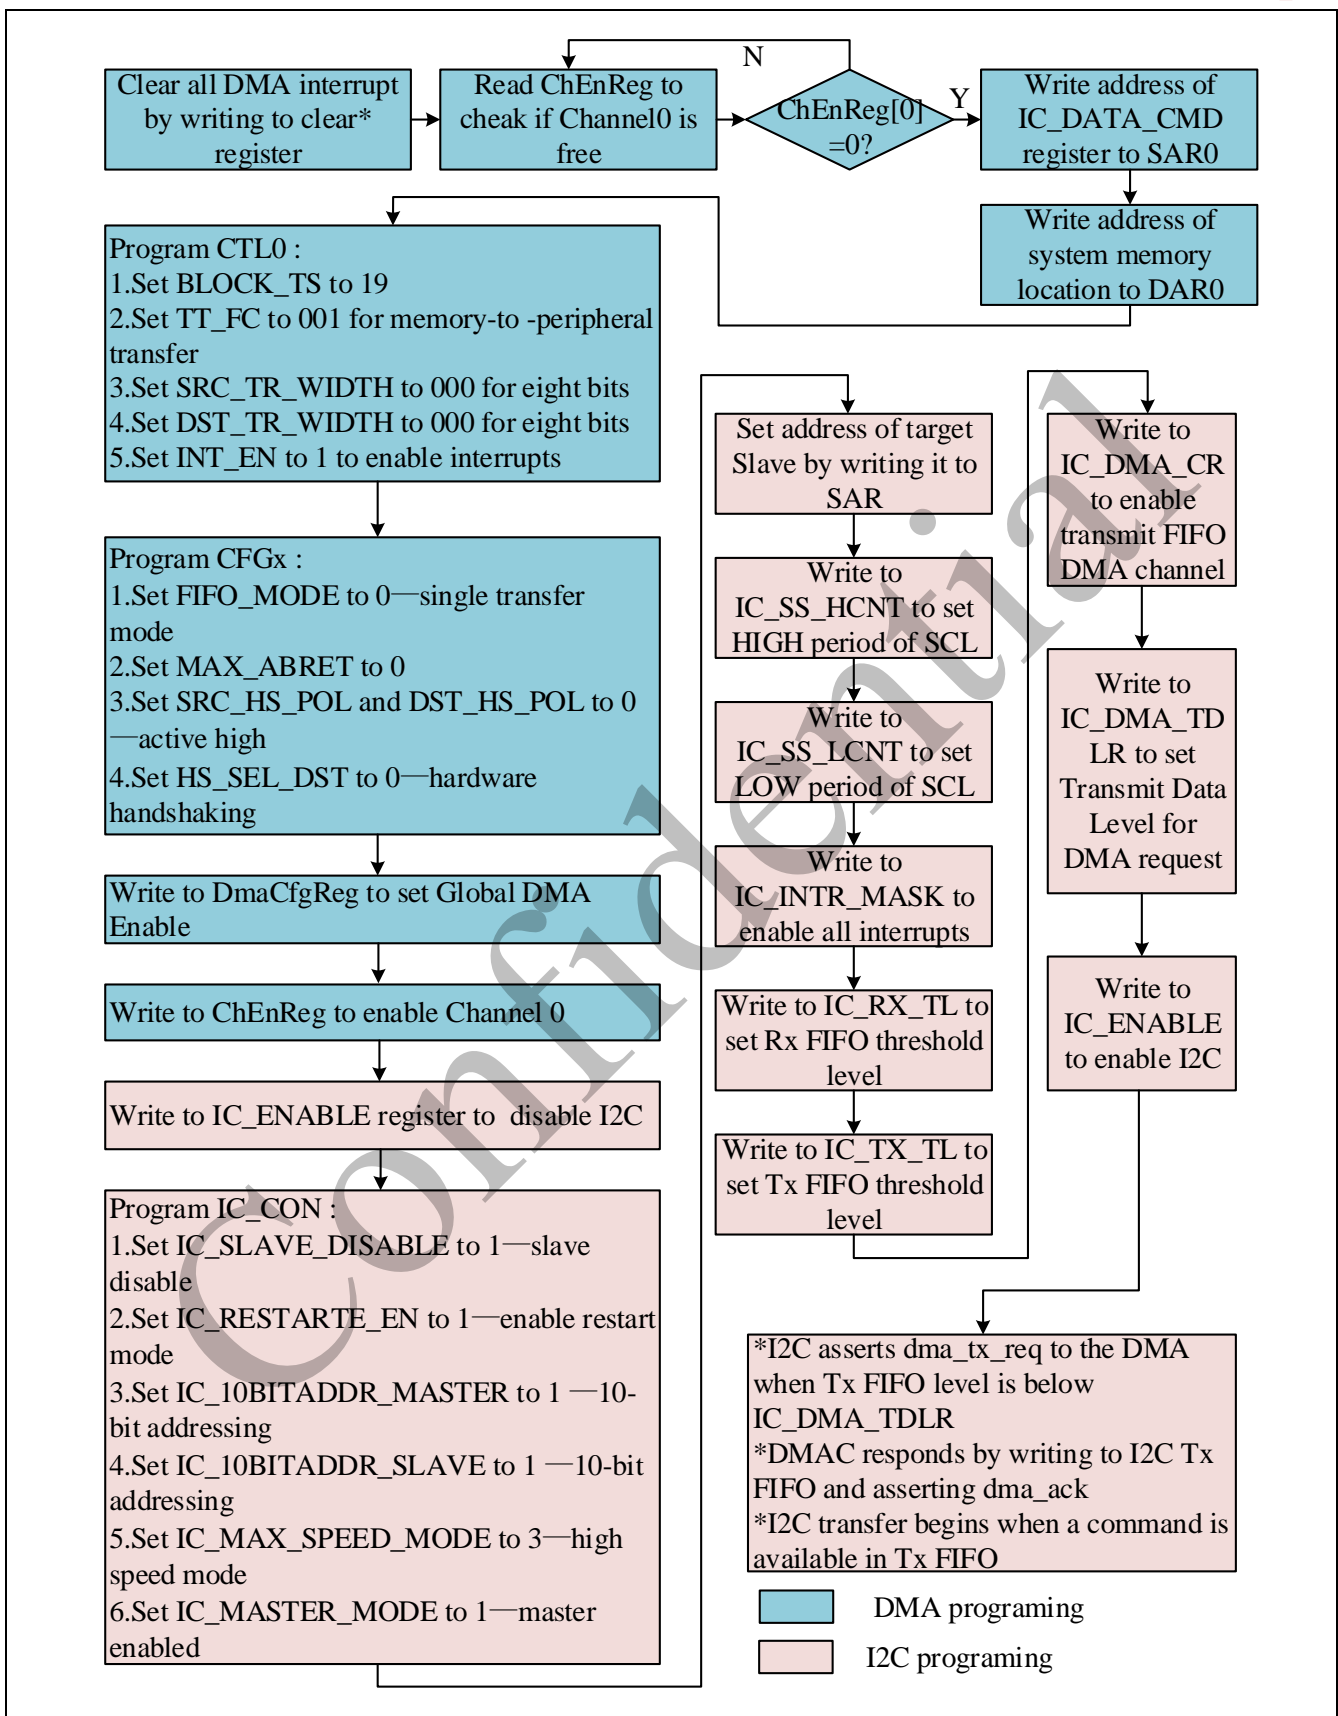 Clear all DMA interrupt
by writing to clear*
register
Read ChEnReg to
cheak if Channel0 is
free
N
ChEnReg[0]
=0?
Y
Write address of
IC_DATA_CMD
register to SAR0
Write address of
system memory
location to DAR0
Program CTL0 :
1.Set BLOCK_TS to 19
2.Set TT_FC to 001 for memory-to -peripheral
transfer
3.Set SRC_TR_WIDTH to 000 for eight bits
4.Set DST_TR_WIDTH to 000 for eight bits
5.Set INT_EN to 1 to enable interrupts
Program CFGx :
1.Set FIFO_MODE to 0—single transfer
mode
2.Set MAX_ABRET to 0
3.Set SRC_HS_POL and DST_HS_POL to 0
—active high
4.Set HS_SEL_DST to 0—hardware
handshaking
Write to DmaCfgReg to set Global DMA
Enable
Write to ChEnReg to enable Channel 0
Write to IC_ENABLE register to  disable I2C
Program IC_CON :
1.Set IC_SLAVE_DISABLE to 1—slave
disable
2.Set IC_RESTARTE_EN to 1—enable restart
mode
3.Set IC_10BITADDR_MASTER to 1 —10-
bit addressing
4.Set IC_10BITADDR_SLAVE to 1 —10-bit
addressing
5.Set IC_MAX_SPEED_MODE to 3—high
speed mode
6.Set IC_MASTER_MODE to 1—master
enabled
Set address of target
Slave by writing it to
SAR
Write to
IC_SS_HCNT to set
HIGH period of SCL
Write to
IC_SS_LCNT to set
LOW period of SCL
Write to
IC_INTR_MASK to
enable all interrupts
Write to IC_RX_TL to
set Rx FIFO threshold
level
Write to IC_TX_TL to
set Tx FIFO threshold
level
Write to
IC_DMA_CR
to enable
transmit FIFO
DMA channel
Write to
IC_DMA_TD
LR to set
Transmit Data
Level for
DMA request
Write to
IC_ENABLE
to enable I2C
*I2C asserts dma_tx_req to the DMA
when Tx FIFO level is below
IC_DMA_TDLR
*DMAC responds by writing to I2C Tx
FIFO and asserting dma_ack
*I2C transfer begins when a command is
available in Tx FIFO
DMA programing
I2C programing
Confidential